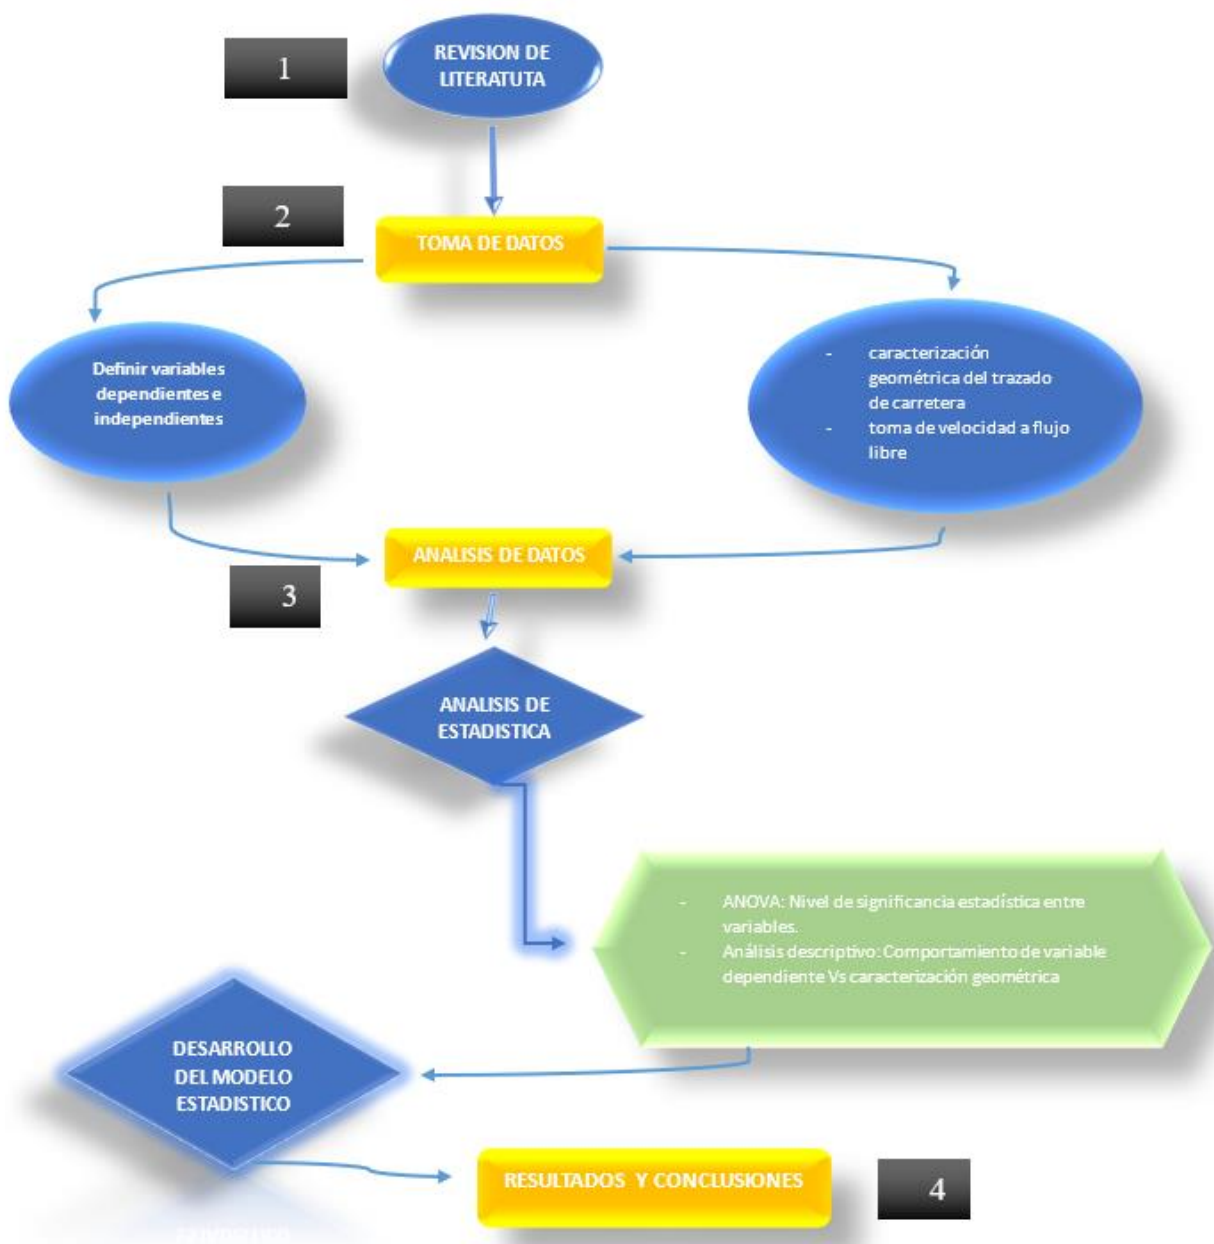 1
REVISION DE
LITERATUTA
2
TOMA DE DATOS
Definir variables
dependientes e
independientes
- caracterización
geométrica del trazado
de carretera
- toma de velocidad a flujo
libre
ANALISIS DE DATOS
3
ANALISIS DE
ESTADISTICA
- ANOVA: Nivel de significancia estadística entre
variables.
- Análisis descriptivo: Comportamiento de variable
dependiente Vs caracterización geométrica
DESARROLLO
DEL MODELO
ESTADISTICO
RESULTADOS Y CONCLUSIONES
4